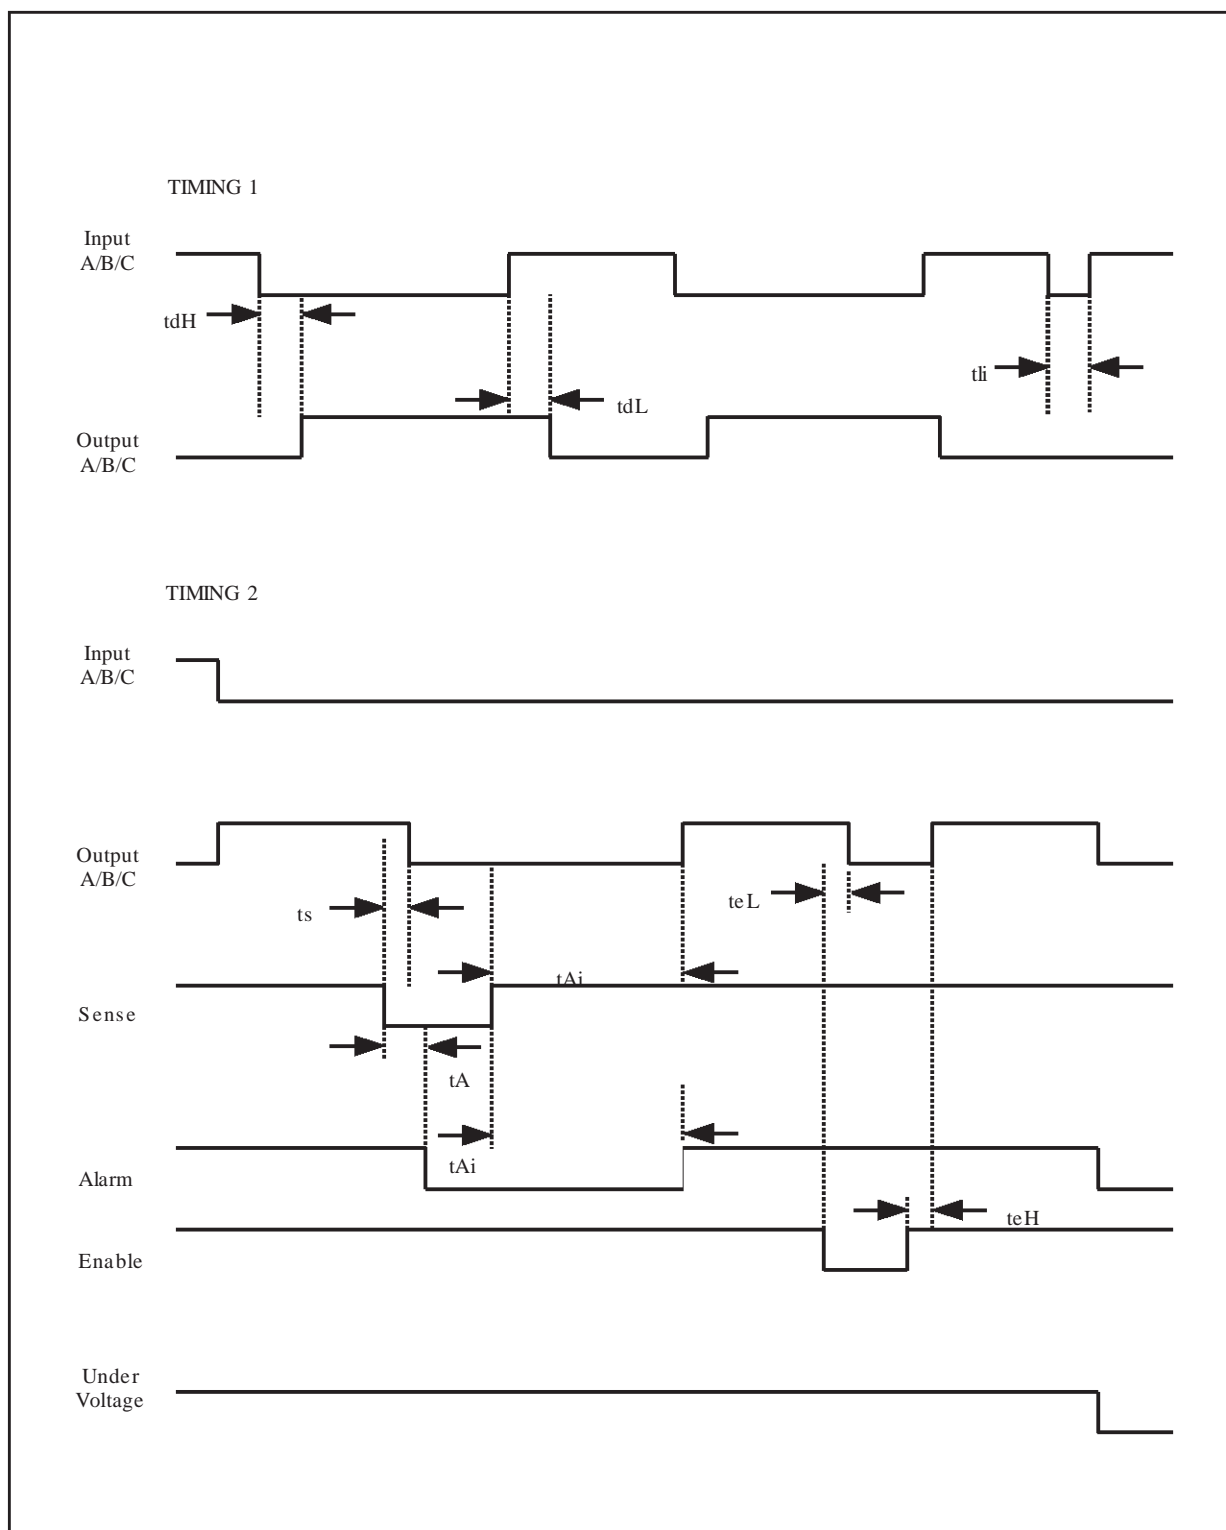 TIMING 1
Input
A/B/C
tdH
tli
tdL
Output
A/B/C
TIMING 2
Input
A/B/C
Output
A/B/C
teL
ts
tAi
Sense
tA
tAi
Alarm
teH
Enable
Under
Voltage